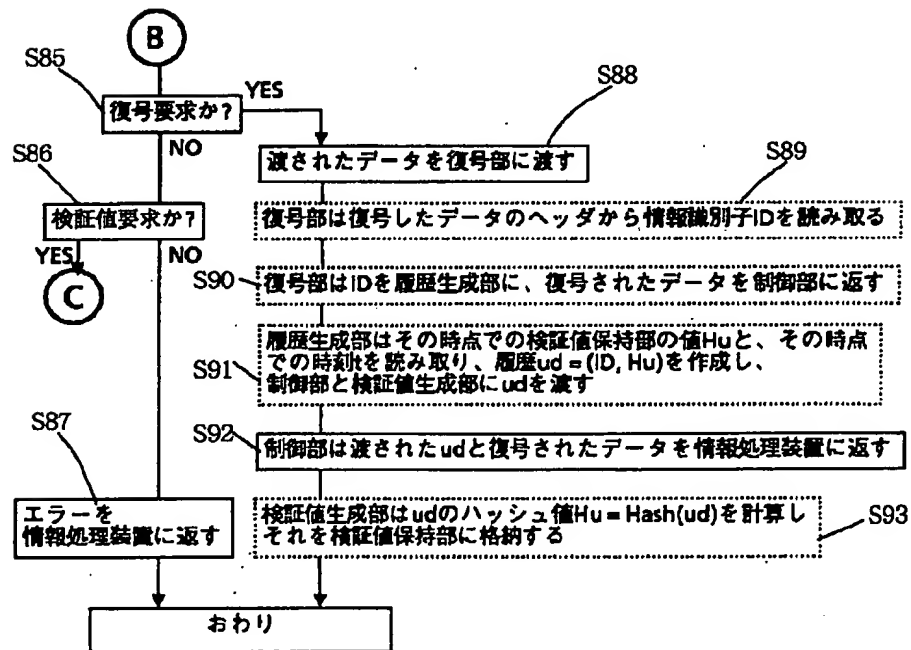 B
S85
YES
復号要求か?
S88
NO
S86
渡されたデータを復号部に渡す
S89
検証値要求か?
復号部は復号したデータのヘッダから情報識別子IDを読み取る
YES
NO
C
S90
復号部はIDを履歴生成部に、復号されたデータを制御部に返す
履歴生成部はその時点での検証値保持部の値Huと、その時点
での時刻tを読み取り、履歴ud = (ID, Hu)を作成し、
制御部と検証値生成部にudを渡す
S91
S87
S92
制御部は渡されたudと復号されたデータを情報処理装置に返す
エラーを
情報処理装置に返す
検証値生成部はudのハッシュ値Hu = Hash(ud)を計算し
それを検証値保持部に格納する
S93
おわり